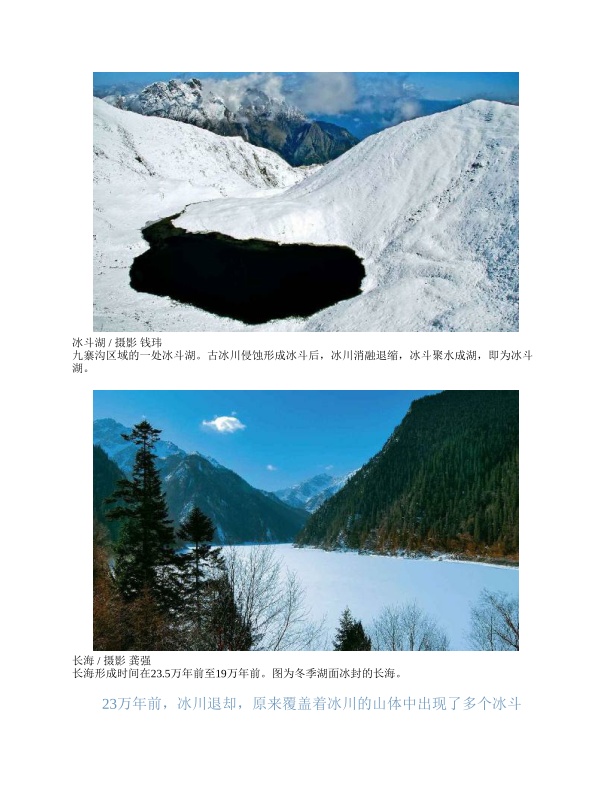 冰斗湖 / 摄影 钱玮
九寨沟区域的一处冰斗湖。古冰川侵蚀形成冰斗后，冰川消融退缩，冰斗聚水成湖，即为冰斗
湖。
长海 / 摄影 龚强
长海形成时间在23.5万年前至19万年前。图为冬季湖面冰封的长海。
23万年前，冰川退却，原来覆盖着冰川的山体中出现了多个冰斗